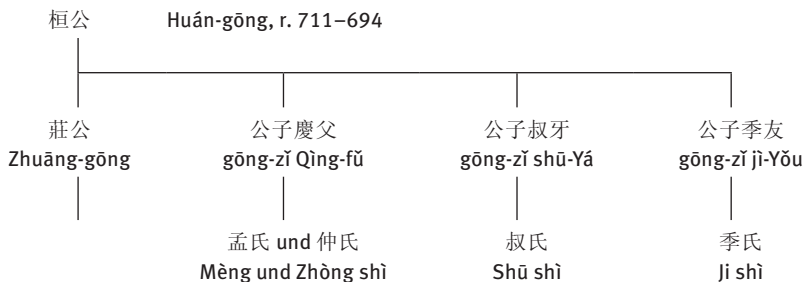 桓公 Huán-gōng, r. 711–694
莊公 公子慶父 公子叔牙 公子季友
Zhuāng-gōng gōng-zǐ Qìng-fǔ gōng-zǐ shū-Yá gōng-zǐ jì-Yǒu
孟氏 und 仲氏 叔氏 季氏
Mèng und Zhòng shì Shū shì Ji shì